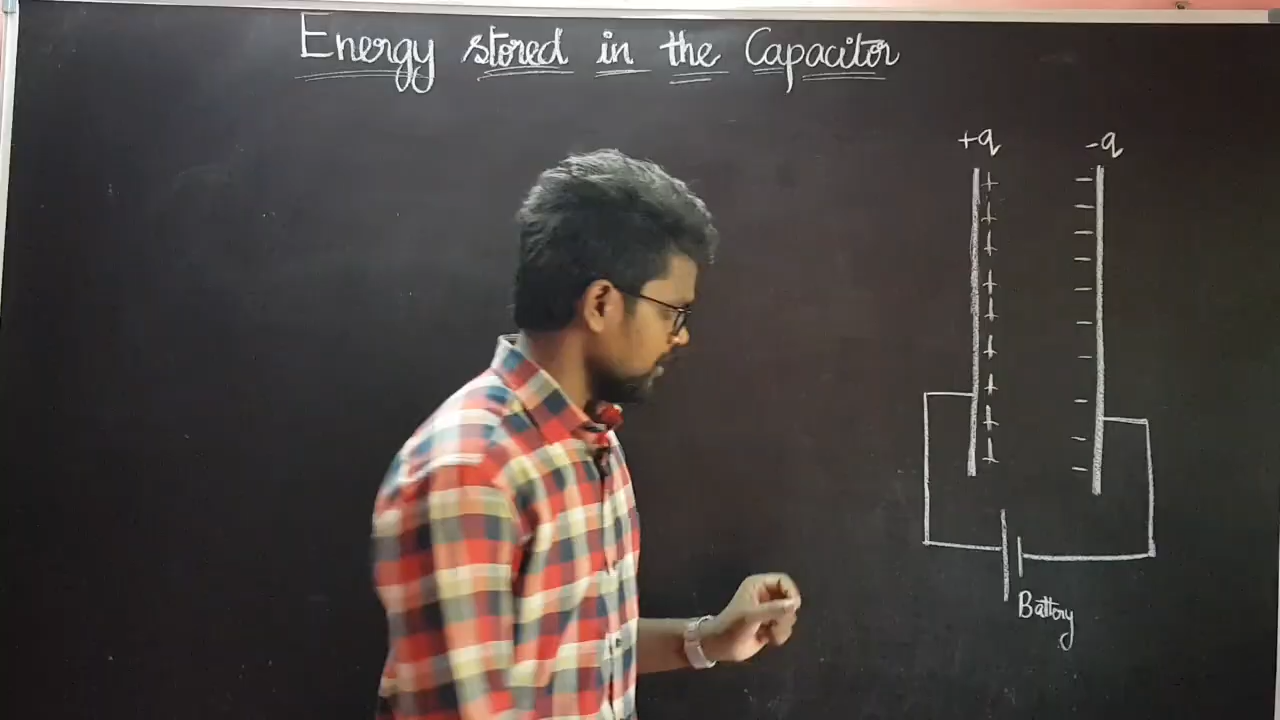 Energy stored in the Capacitor
+q -q
Battery